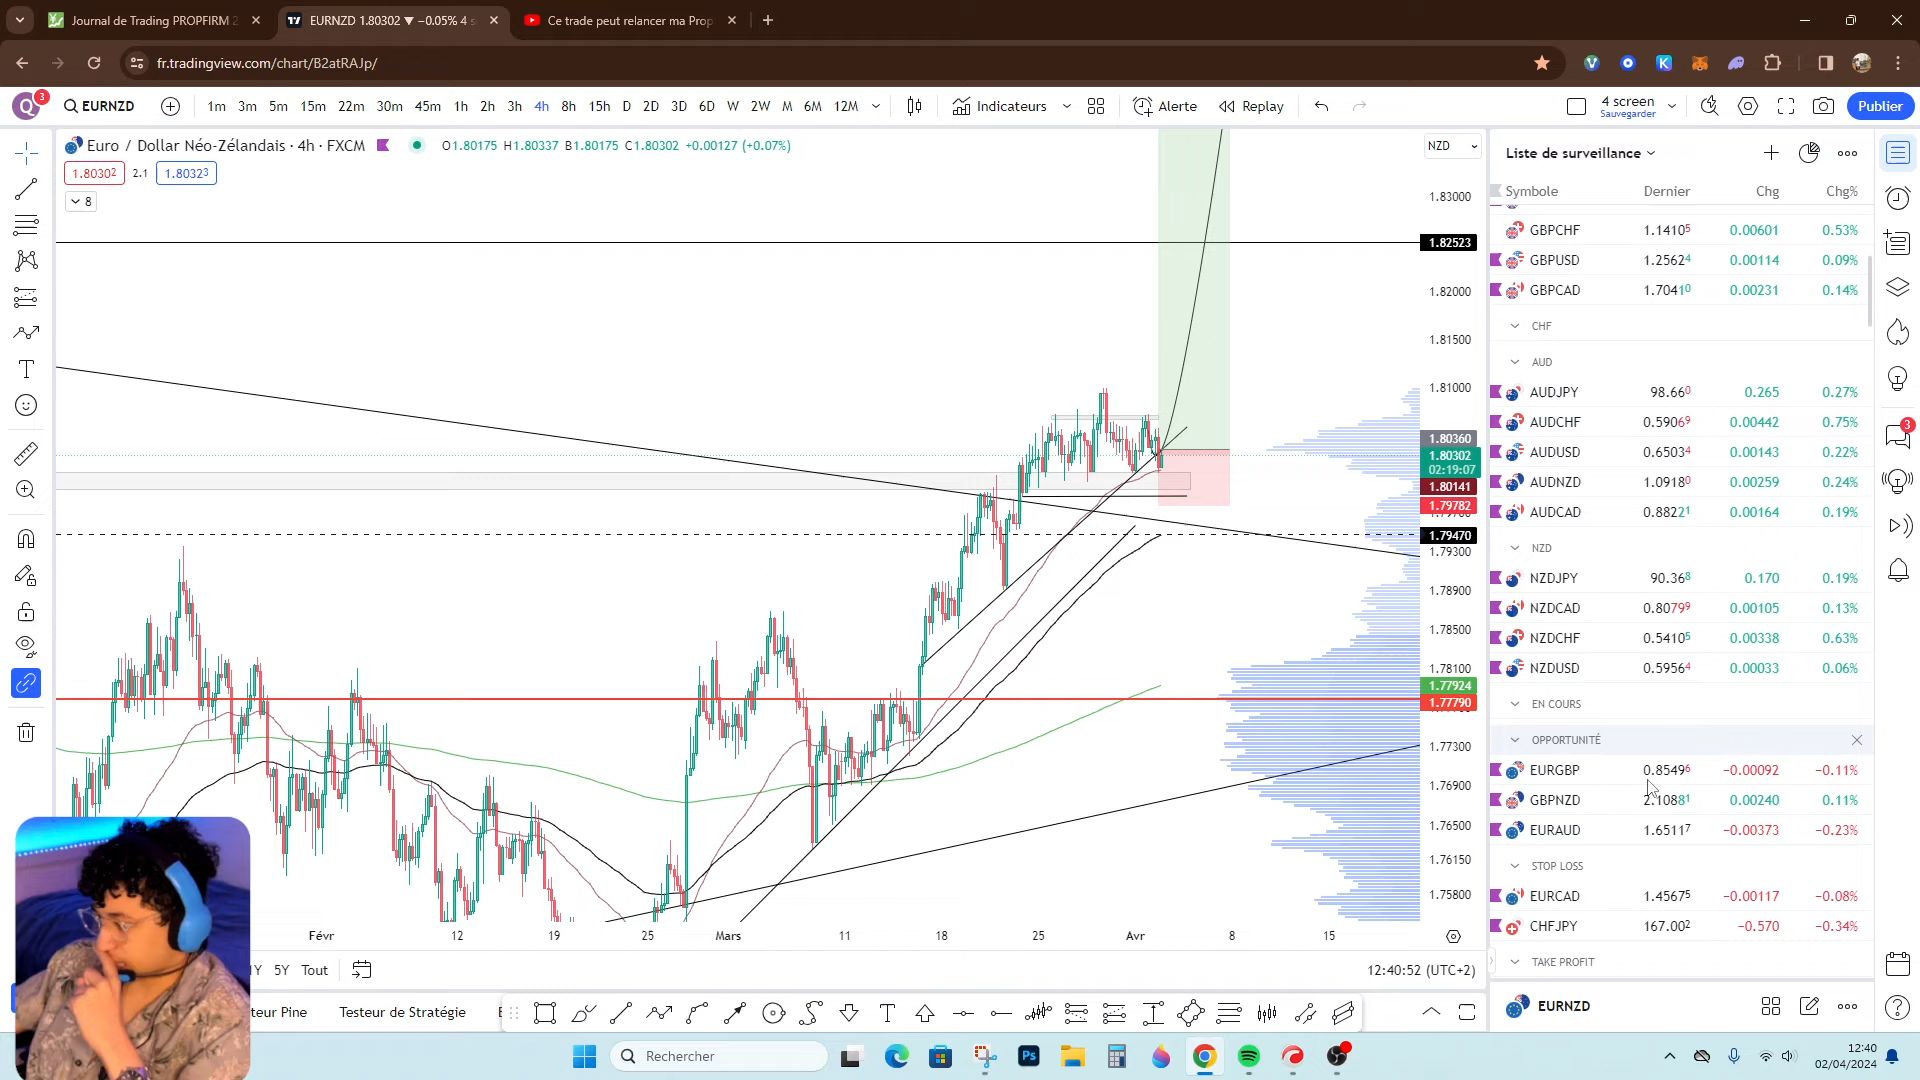 Journal de Trading PROPFIRM 2
EURNZD 1.80302 ▼ −0.05% 4 s
Ce trade peut relancer ma Prop
fr.tradingview.com/chart/B2atRAJp/
Q 3
EURNZD
1m 3m 5m 15m 22m 30m 45m 1h 2h 3h 4h 8h 15h D 2D 3D 6D W 2W M 6M 12M
Indicateurs
Alerte
Replay
4 screen
Sauvegarder
Publier
Euro / Dollar Néo-Zélandais · 4h · FXCM
O1.80175 H1.80337 B1.80175 C1.80302 +0.00127 (+0.07%)
1.80302 2.1 1.80323
8
NZD
1.83000
1.82523
1.82000
1.81500
1.81000
1.80360
1.80302
02:19:07
1.80141
1.79782
1.79470
1.79300
1.78900
1.78500
1.78100
1.77924
1.77790
1.77300
1.76900
1.76500
1.76150
1.75800
Févr 12 19 25 Mars 11 18 25 Avr 8 15
1Y 5Y Tout
12:40:52 (UTC+2)
teur Pine
Testeur de Stratégie
Liste de surveillance
Symbole Dernier Chg Chg%
GBPCHF 1.14105 0.00601 0.53%
GBPUSD 1.25624 0.00114 0.09%
GBPCAD 1.70410 0.00231 0.14%
CHF
AUD
AUDJPY 98.660 0.265 0.27%
AUDCHF 0.59069 0.00442 0.75%
AUDUSD 0.65034 0.00143 0.22%
AUDNZD 1.09180 0.00259 0.24%
AUDCAD 0.88221 0.00164 0.19%
NZD
NZDJPY 90.368 0.170 0.19%
NZDCAD 0.80799 0.00105 0.13%
NZDCHF 0.54105 0.00338 0.63%
NZDUSD 0.59564 0.00033 0.06%
EN COURS
OPPORTUNITÉ
EURGBP 0.85496 −0.00092 −0.11%
GBPNZD 2.10881 0.00240 0.11%
EURAUD 1.65117 −0.00373 −0.23%
STOP LOSS
EURCAD 1.45675 −0.00117 −0.08%
CHFJPY 167.002 −0.570 −0.34%
TAKE PROFIT
EURNZD
3
Rechercher
Ps
12:40
02/04/2024